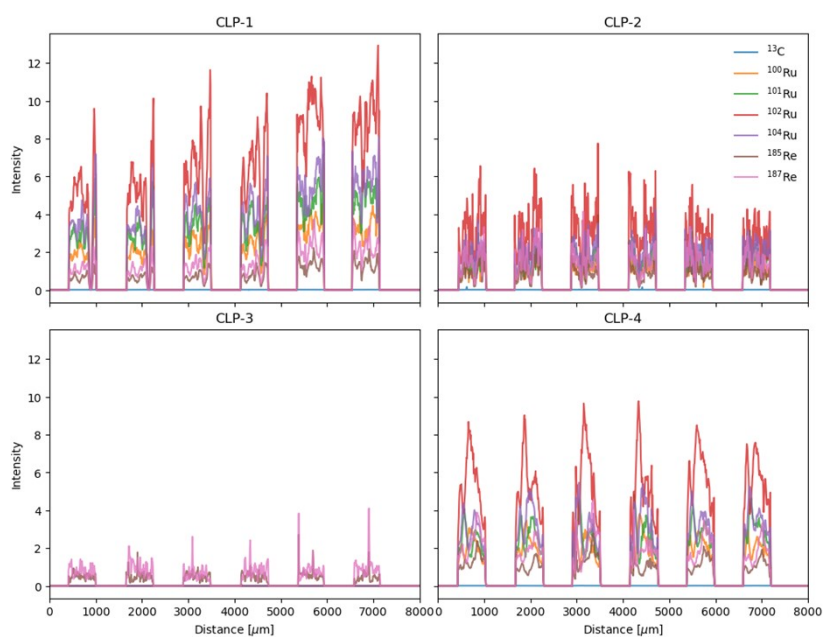 CLP-1
CLP-2
12
10
8
6
4
2
0
Intensity
¹³C
¹⁰⁰Ru
¹⁰¹Ru
¹⁰²Ru
¹⁰⁴Ru
¹⁸⁵Re
¹⁸⁷Re
CLP-3
CLP-4
12
10
8
6
4
2
0
Intensity
0 1000 2000 3000 4000 5000 6000 7000 8000
1000 2000 3000 4000 5000 6000 7000 8000
Distance [μm]
Distance [μm]